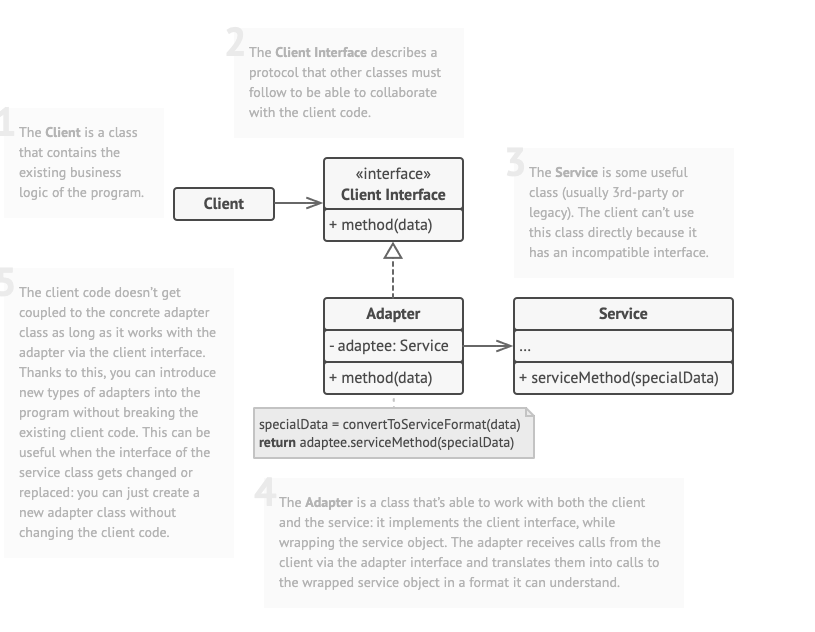 1
The Client is a class
that contains the
existing business
logic of the program.
2
The Client Interface describes a
protocol that other classes must
follow to be able to collaborate
with the client code.
Client
«interface»
Client Interface
+ method(data)
3
The Service is some useful
class (usually 3rd-party or
legacy). The client can't use
this class directly because it
has an incompatible interface.
Adapter
- adaptee: Service
+ method(data)
Service
...
+ serviceMethod(specialData)
specialData = convertToServiceFormat(data)
return adaptee.serviceMethod(specialData)
4
The Adapter is a class that's able to work with both the client
and the service: it implements the client interface, while
wrapping the service object. The adapter receives calls from the
client via the adapter interface and translates them into calls to
the wrapped service object in a format it can understand.
5
The client code doesn't get
coupled to the concrete adapter
class as long as it works with the
adapter via the client interface.
Thanks to this, you can introduce
new types of adapters into the
program without breaking the
existing client code. This can be
useful when the interface of the
service class gets changed or
replaced: you can just create a
new adapter class without
changing the client code.